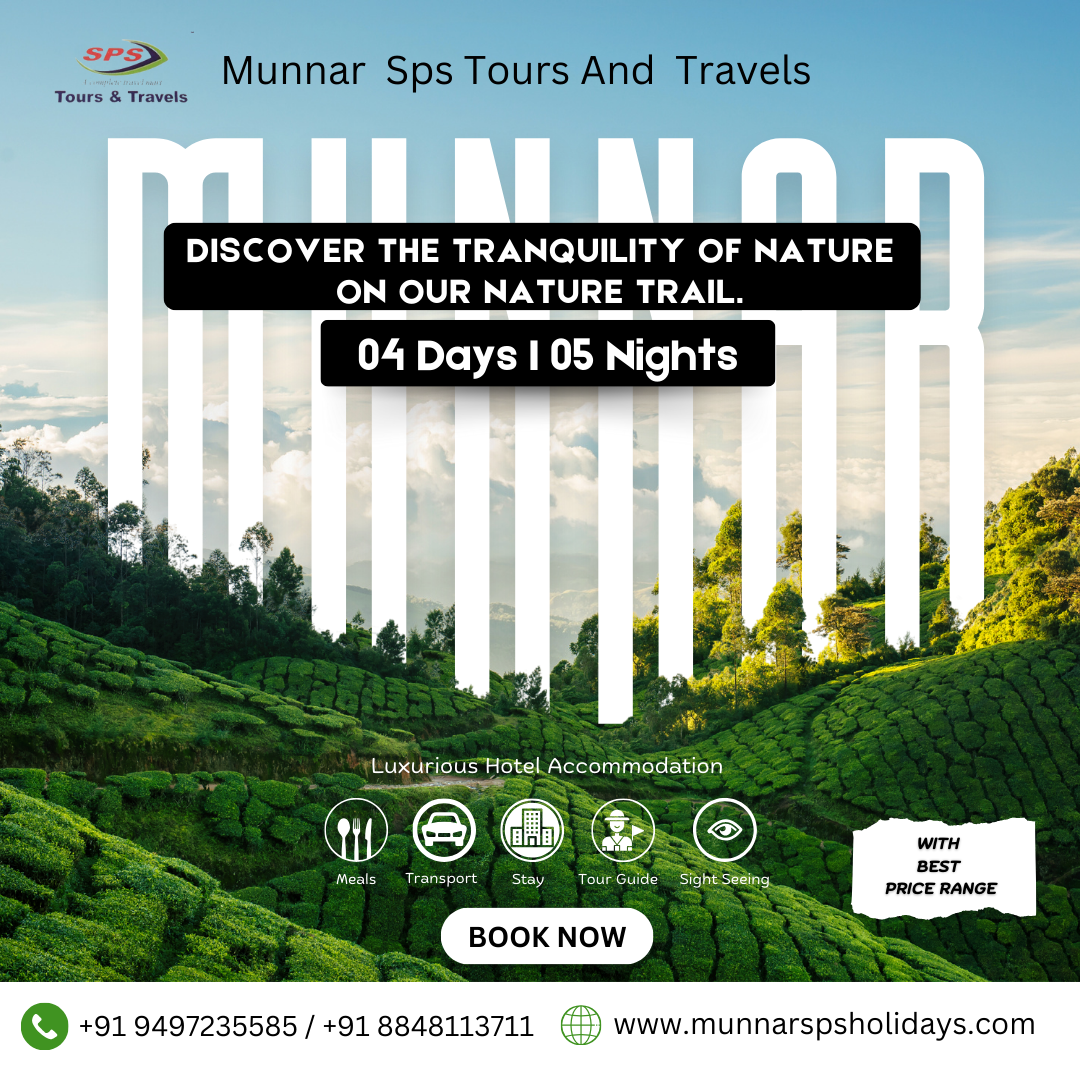 SPS
Tours & Travels
Munnar Sps Tours And Travels
MUNNAR
DISCOVER THE TRANQUILITY OF NATURE
ON OUR NATURE TRAIL.
04 Days I 05 Nights
Luxurious Hotel Accommodation
Meals Transport Stay Tour Guide Sight Seeing
WITH
BEST
PRICE RANGE
BOOK NOW
+91 9497235585 / +91 8848113711 www.munnarspsholidays.com